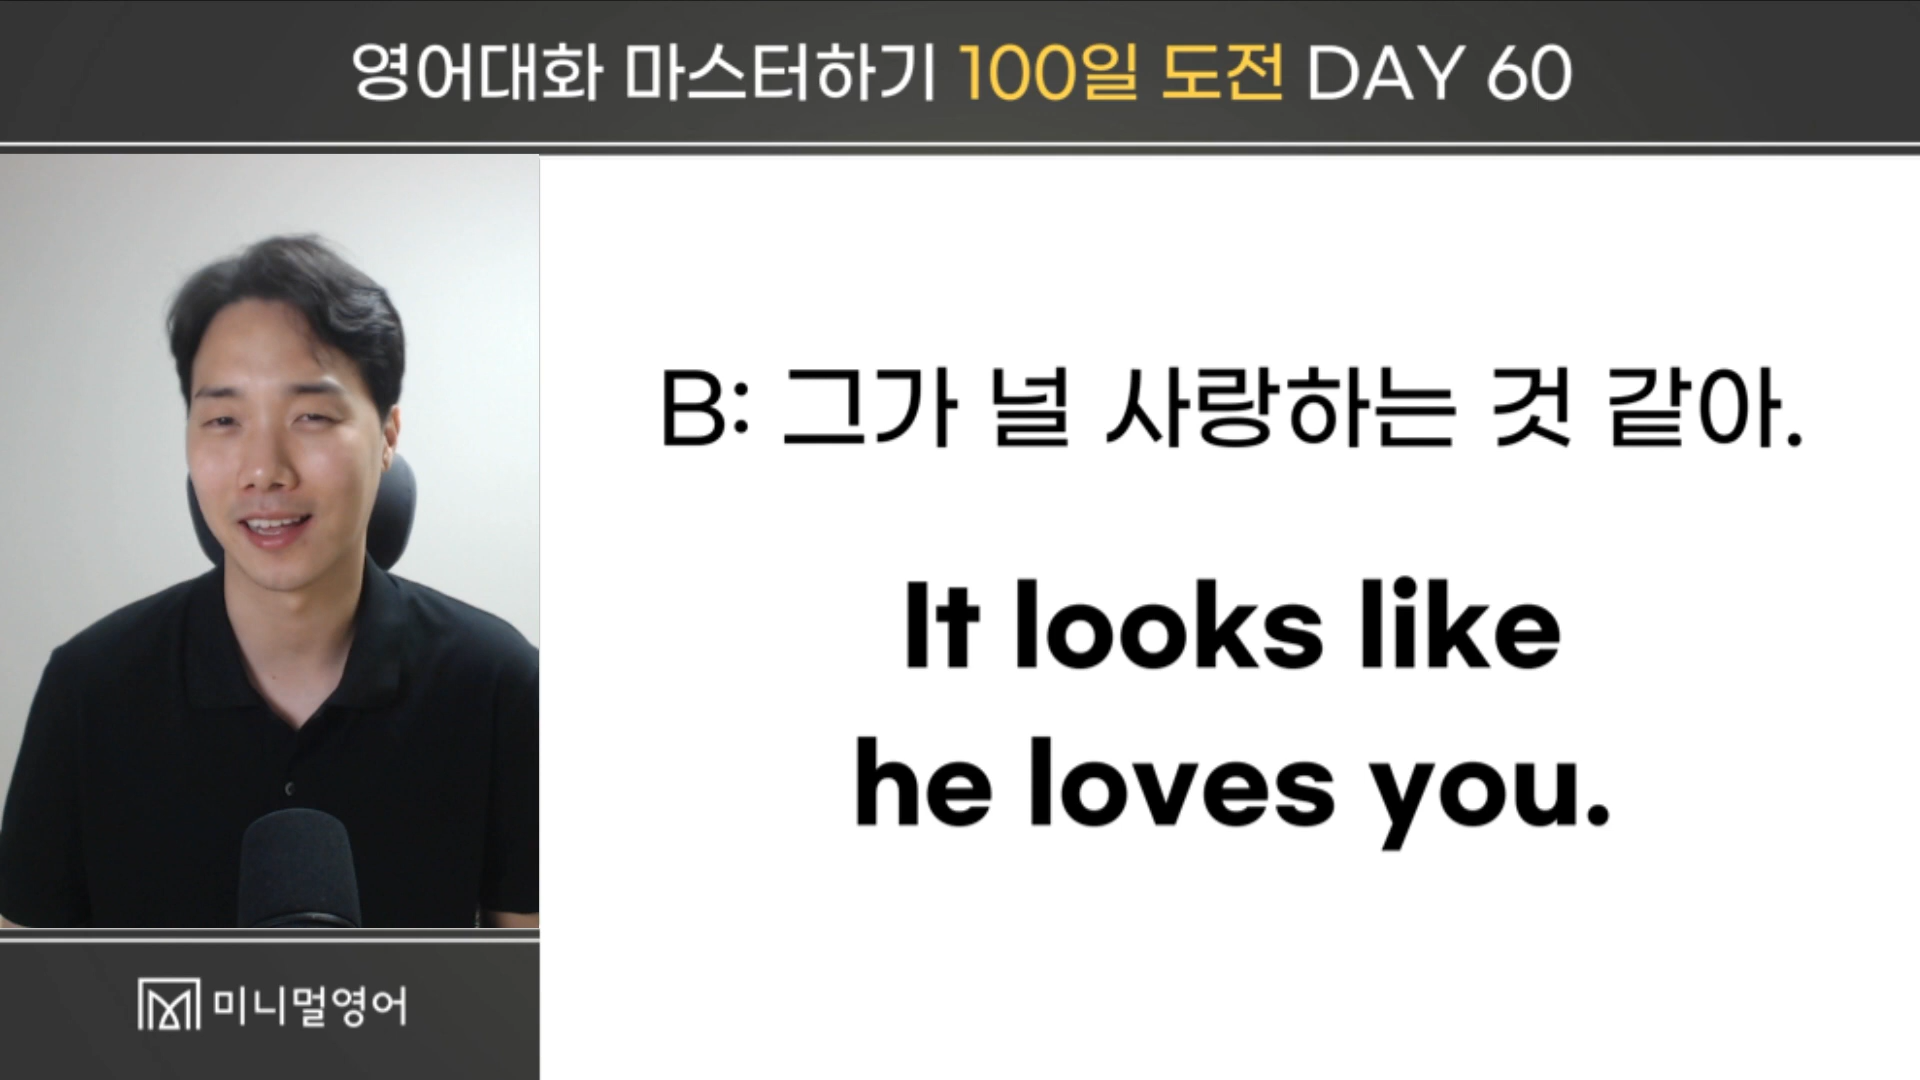 영어대화 마스터하기 100일 도전 DAY 60
B: 그가 널 사랑하는 것 같아.
It looks like
he loves you.
미니멀영어